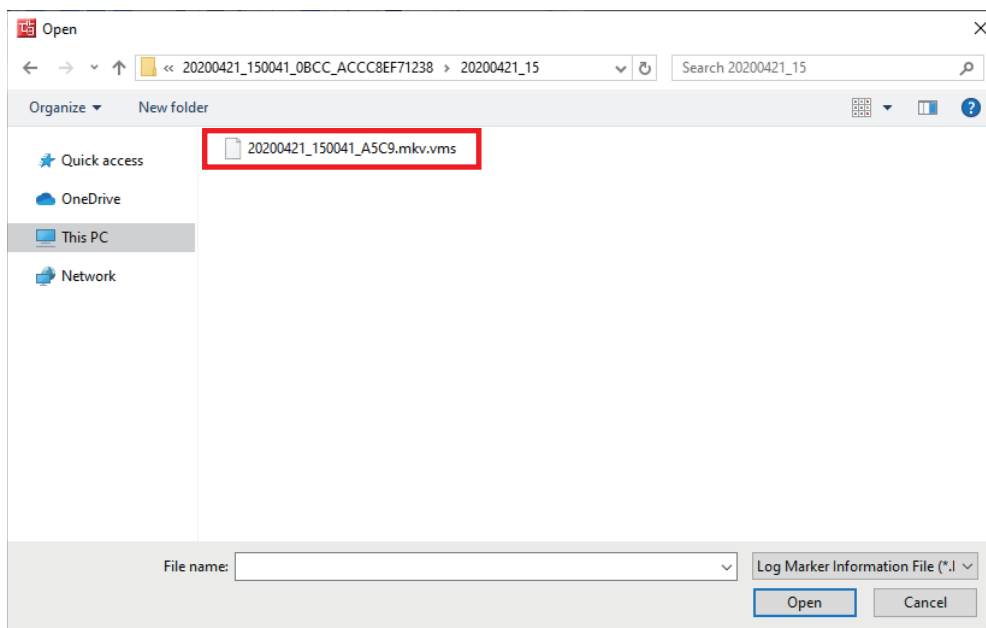 Open
« 20200421_150041_0BCC_ACCC8EF71238 › 20200421_15
Search 20200421_15
Organize
New folder
Quick access
20200421_150041_A5C9.mkv.vms
OneDrive
This PC
Network
File name:
Log Marker Information File (*.l
Open
Cancel